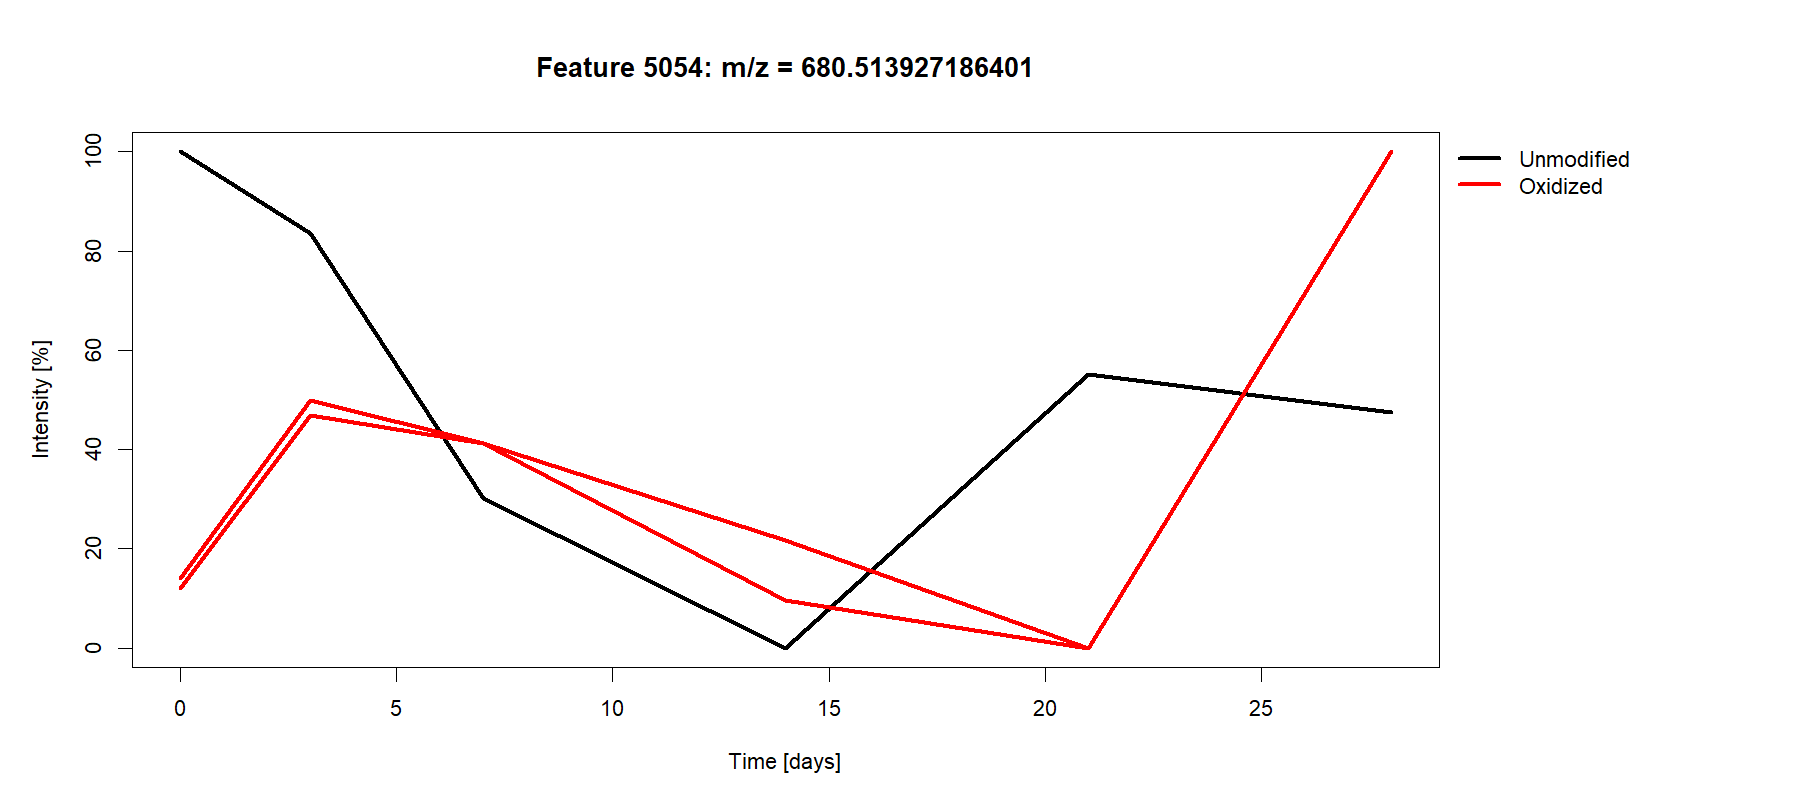 Feature 5054: m/z = 680.513927186401
Unmodified
Oxidized
Intensity [%]
100
80
60
40
20
0
0 5 10 15 20 25
Time [days]